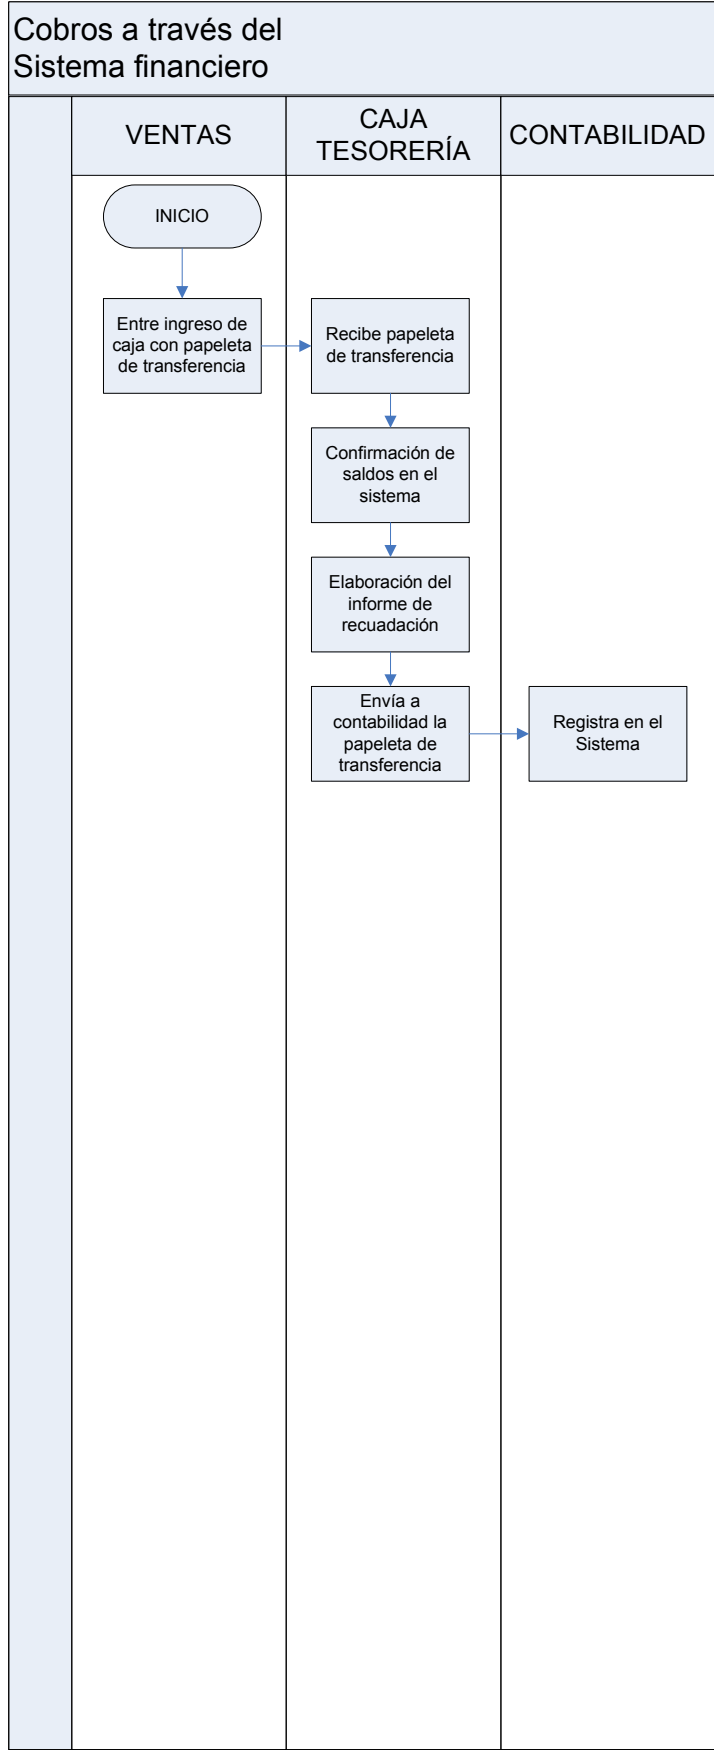 Cobros a través del
Sistema financiero
VENTAS
CAJA
TESORERÍA
CONTABILIDAD
INICIO
Entre ingreso de
caja con papeleta
de transferencia
Recibe papeleta
de transferencia
Confirmación de
saldos en el
sistema
Elaboración del
informe de
recuadación
Envía a
contabilidad la
papeleta de
transferencia
Registra en el
Sistema